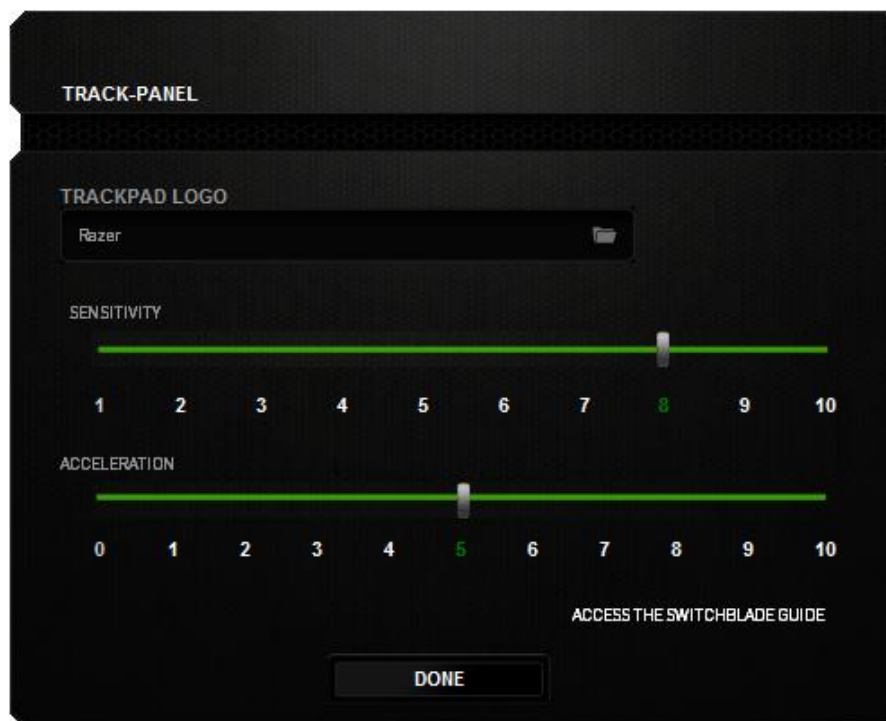 TRACK-PANEL
TRACKPAD LOGO
Razer
SENSITIVITY
1 2 3 4 5 6 7 8 9 10
ACCELERATION
0 1 2 3 4 5 6 7 8 9 10
ACCESS THE SWITCHBLADE GUIDE
DONE